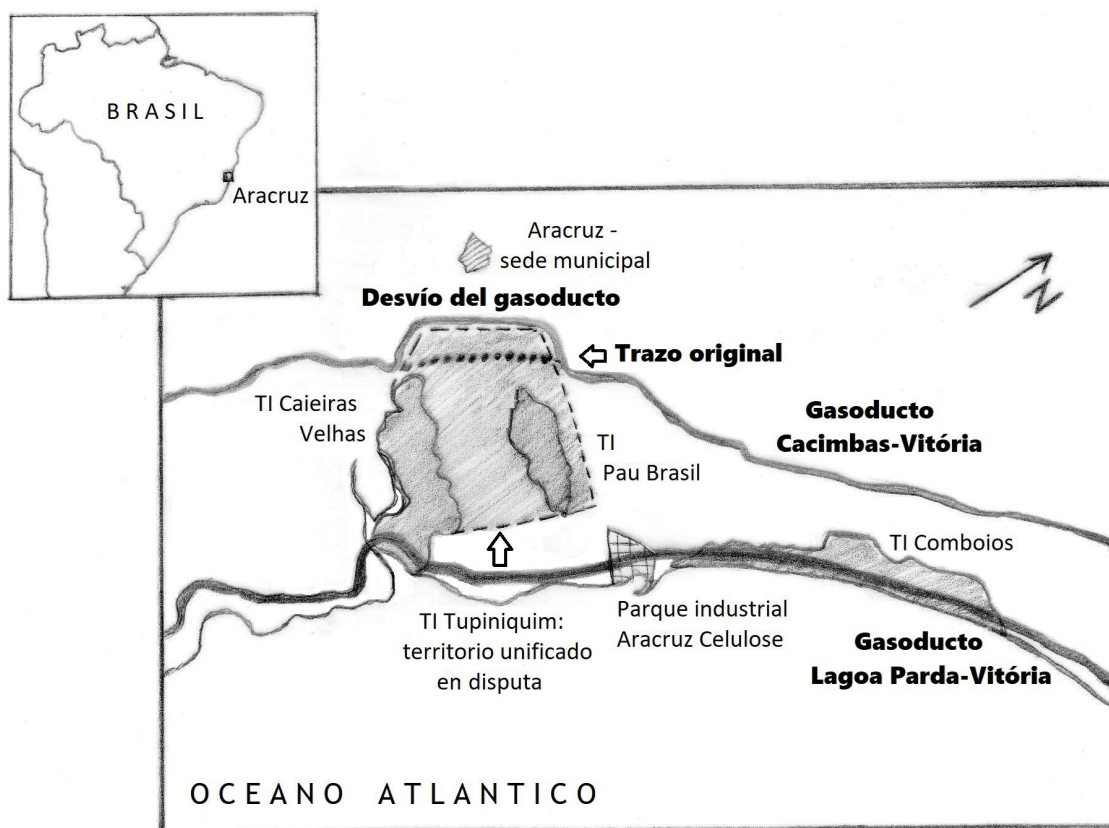 BRASIL
Aracruz
Aracruz -
sede municipal
Desvío del gasoducto
Trazo original
N
TI Caieiras
Velhas
Gasoducto
Cacimbas-Vitória
TI
Pau Brasil
TI Comboios
TI Tupiniquim:
territorio unificado
en disputa
Parque industrial
Aracruz Celulose
Gasoducto
Lagoa Parda-Vitória
OCEANO ATLANTICO